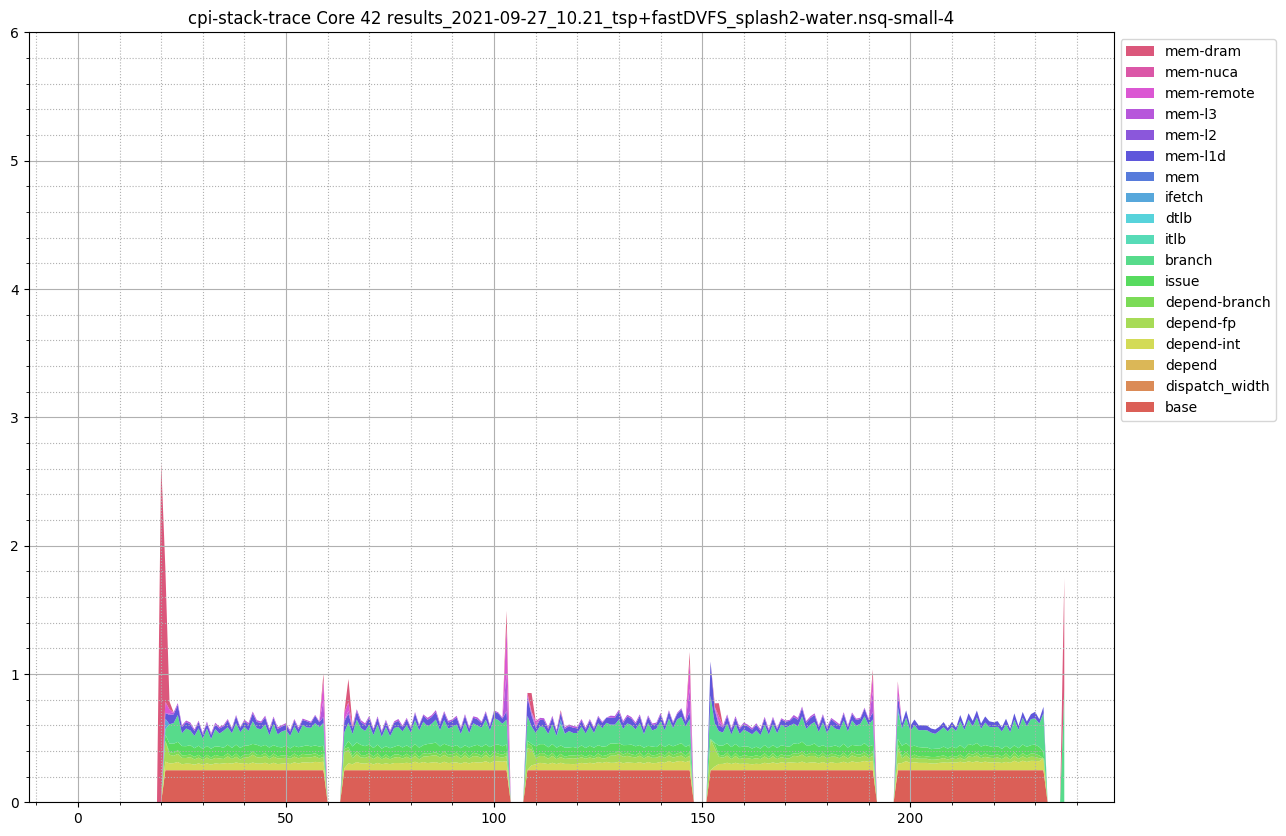 cpi-stack-trace Core 42 results_2021-09-27_10.21_tsp+fastDVFS_splash2-water.nsq-small-4
6
5
4
3
2
1
0
0 50 100 150 200
mem-dram
mem-nuca
mem-remote
mem-l3
mem-l2
mem-l1d
mem
ifetch
dtlb
itlb
branch
issue
depend-branch
depend-fp
depend-int
depend
dispatch_width
base